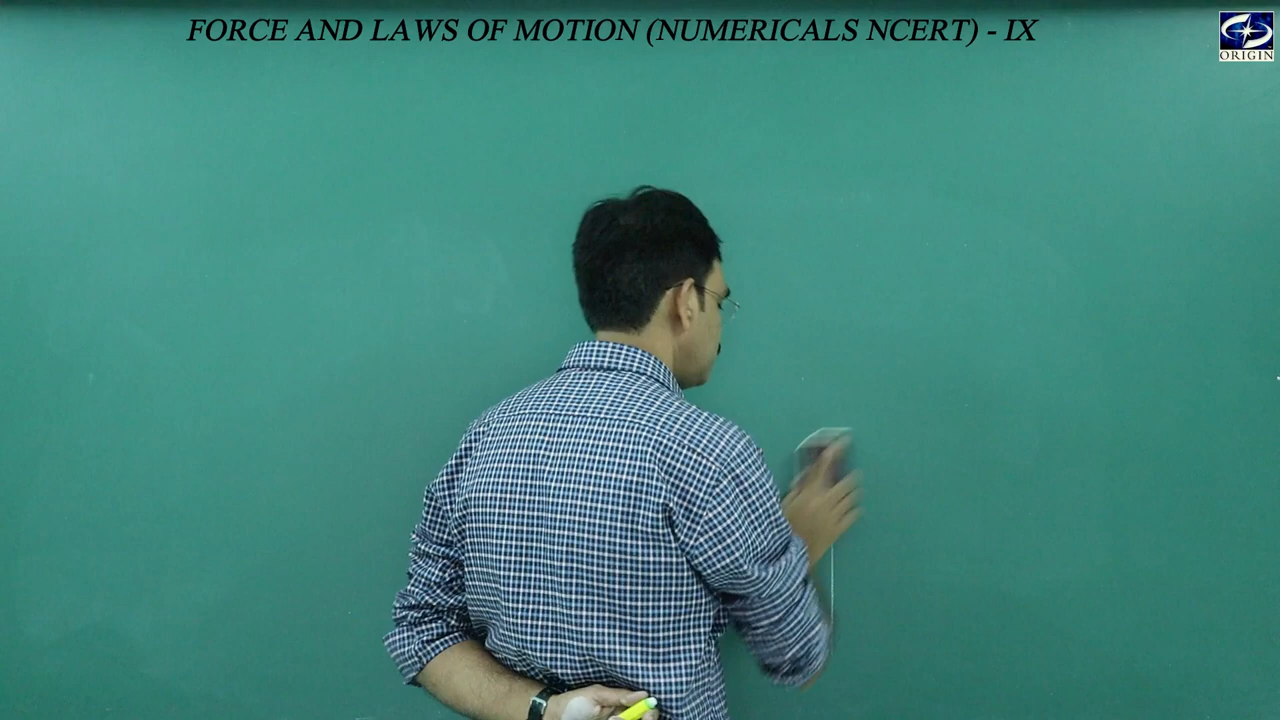 FORCE AND LAWS OF MOTION (NUMERICALS NCERT) - IX
ORIGIN